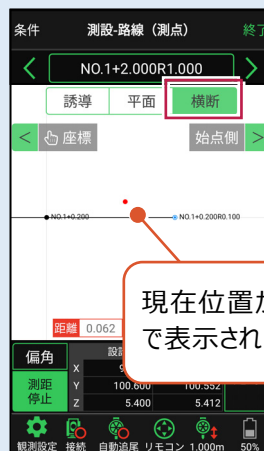 条件 測設-路線（測点） 終了
NO.1+2.000R1.000
誘導 平面 横断
座標 始点側
NO.1+0.200 NO.1+0.200R0.100
現在位置が
で表示され
距離 0.062
偏角
X
測距 Y 100.600 100.552
停止
Z 5.400 5.412
観測設定 接続 自動追尾 リモコン 1.000m 50%